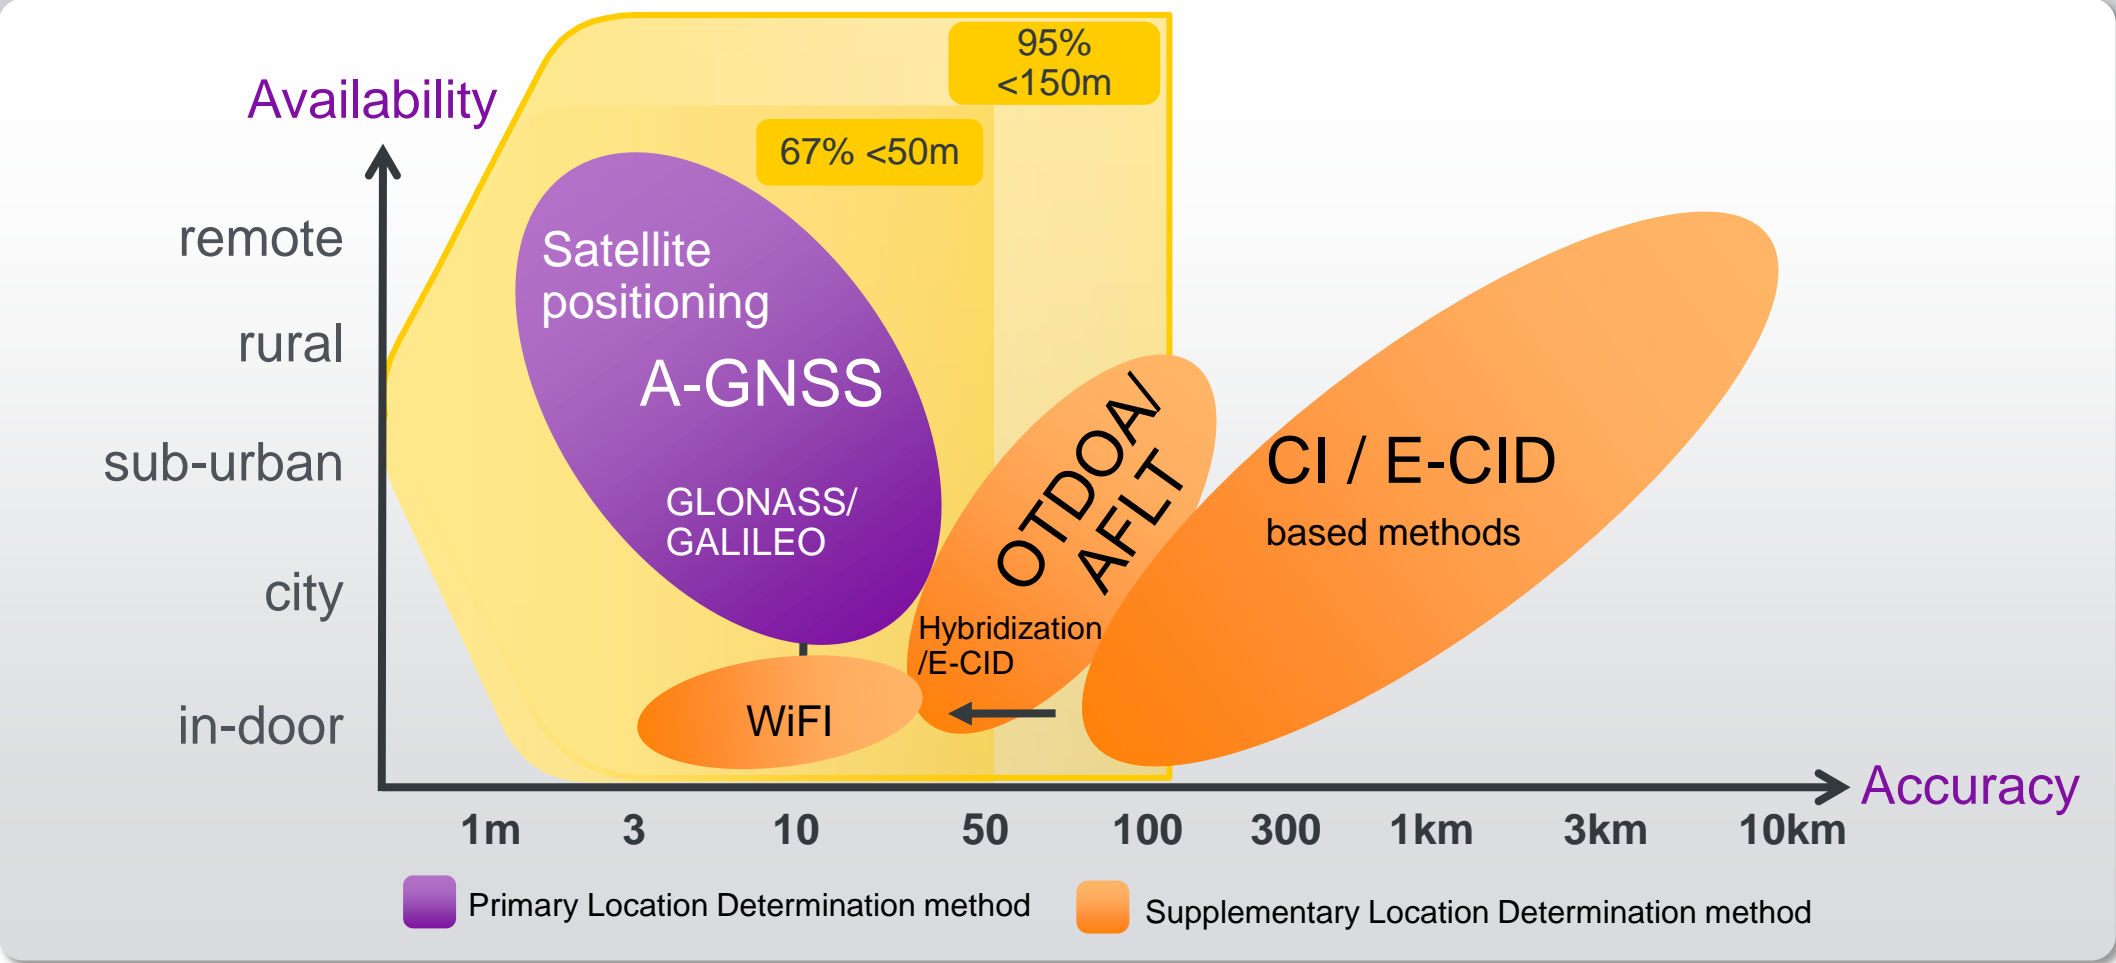 95%
<150m
Availability
67% <50m
remote
Satellite
positioning
rural
A-GNSS
OTDOA/
AFLT
sub-urban
CI / E-CID
GLONASS/
GALILEO
based methods
city
Hybridization
/E-CID
in-door
WiFI
Accuracy
1m 3 10 50 100 300 1km 3km 10km
Primary Location Determination method
Supplementary Location Determination method